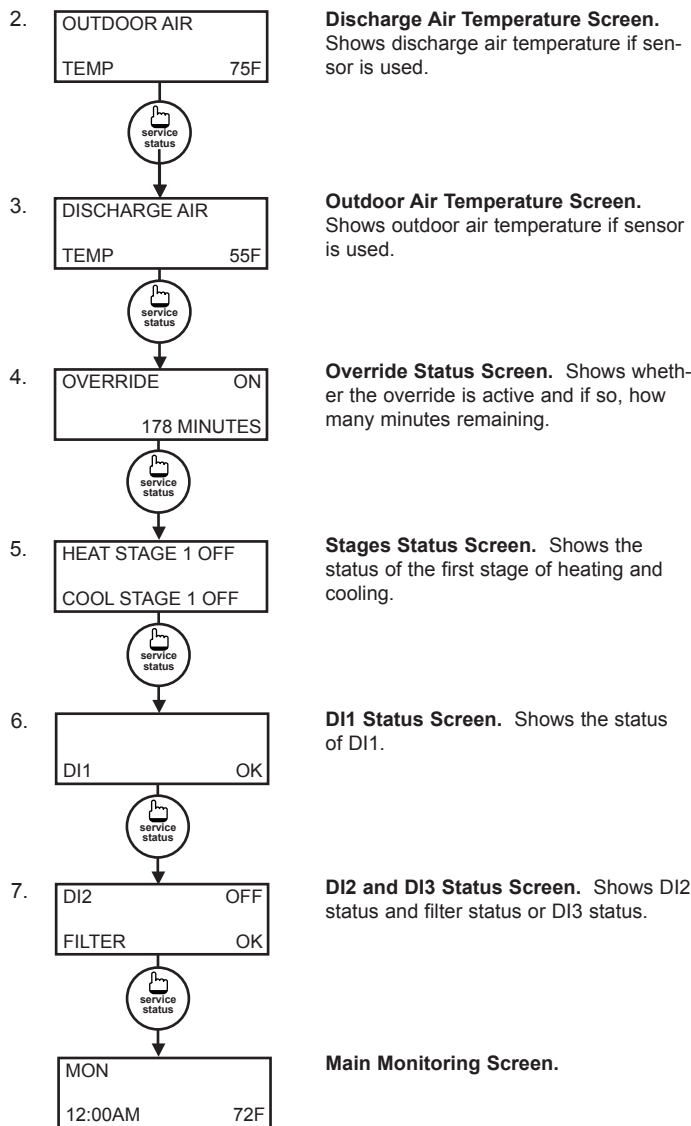 2.
OUTDOOR AIR
TEMP 75F
Discharge Air Temperature Screen.
Shows discharge air temperature if sen-
sor is used.
service
status
3.
DISCHARGE AIR
TEMP 55F
Outdoor Air Temperature Screen.
Shows outdoor air temperature if sensor
is used.
service
status
4.
OVERRIDE ON
178 MINUTES
Override Status Screen. Shows wheth-
er the override is active and if so, how
many minutes remaining.
service
status
5.
HEAT STAGE 1 OFF
COOL STAGE 1 OFF
Stages Status Screen. Shows the
status of the first stage of heating and
cooling.
service
status
6.
DI1 OK
DI1 Status Screen. Shows the status
of DI1.
service
status
7.
DI2 OFF
FILTER OK
DI2 and DI3 Status Screen. Shows DI2
status and filter status or DI3 status.
service
status
MON
12:00AM 72F
Main Monitoring Screen.